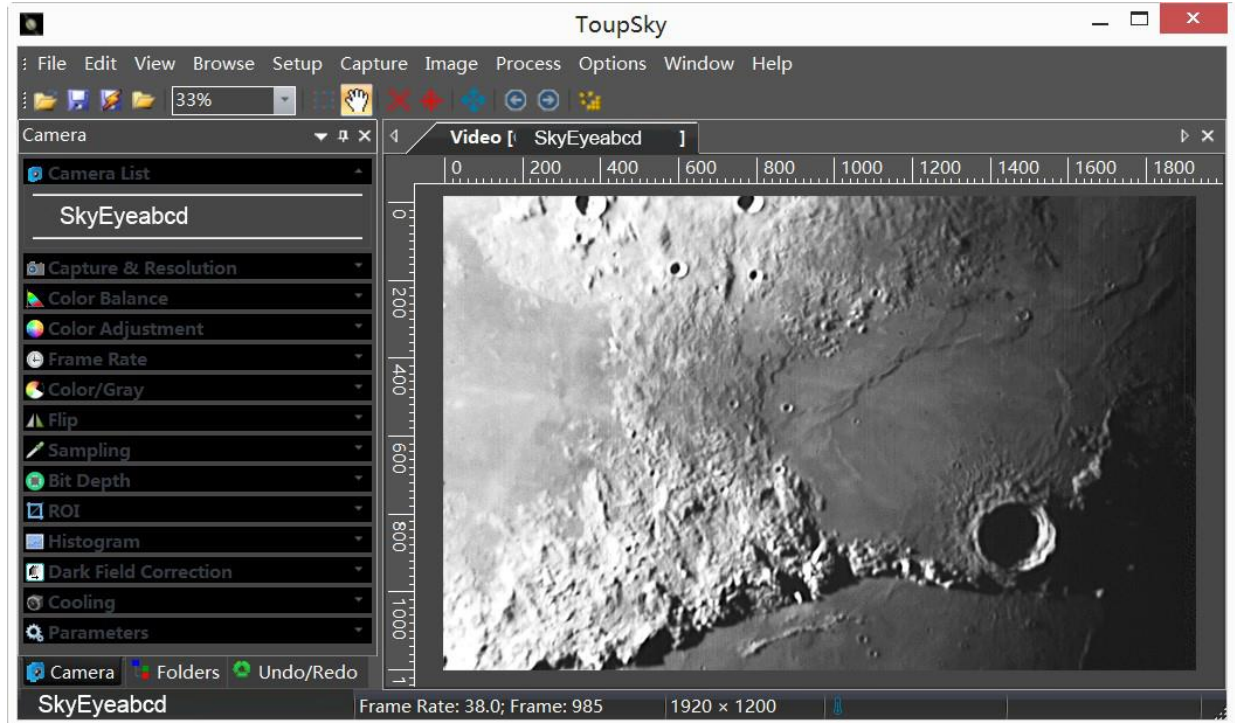 ToupSky
File Edit View Browse Setup Capture Image Process Options Window Help
33%
Camera
Video [ SkyEyeabcd ]
0 200 400 600 800 1000 1200 1400 1600 1800
Camera List
SkyEyeabcd
Capture & Resolution
Color Balance
Color Adjustment
Frame Rate
Color/Gray
Flip
Sampling
Bit Depth
ROI
Histogram
Dark Field Correction
Cooling
Parameters
0
200
400
600
800
1000
Camera Folders Undo/Redo
SkyEyeabcd
Frame Rate: 38.0; Frame: 985
1920 × 1200